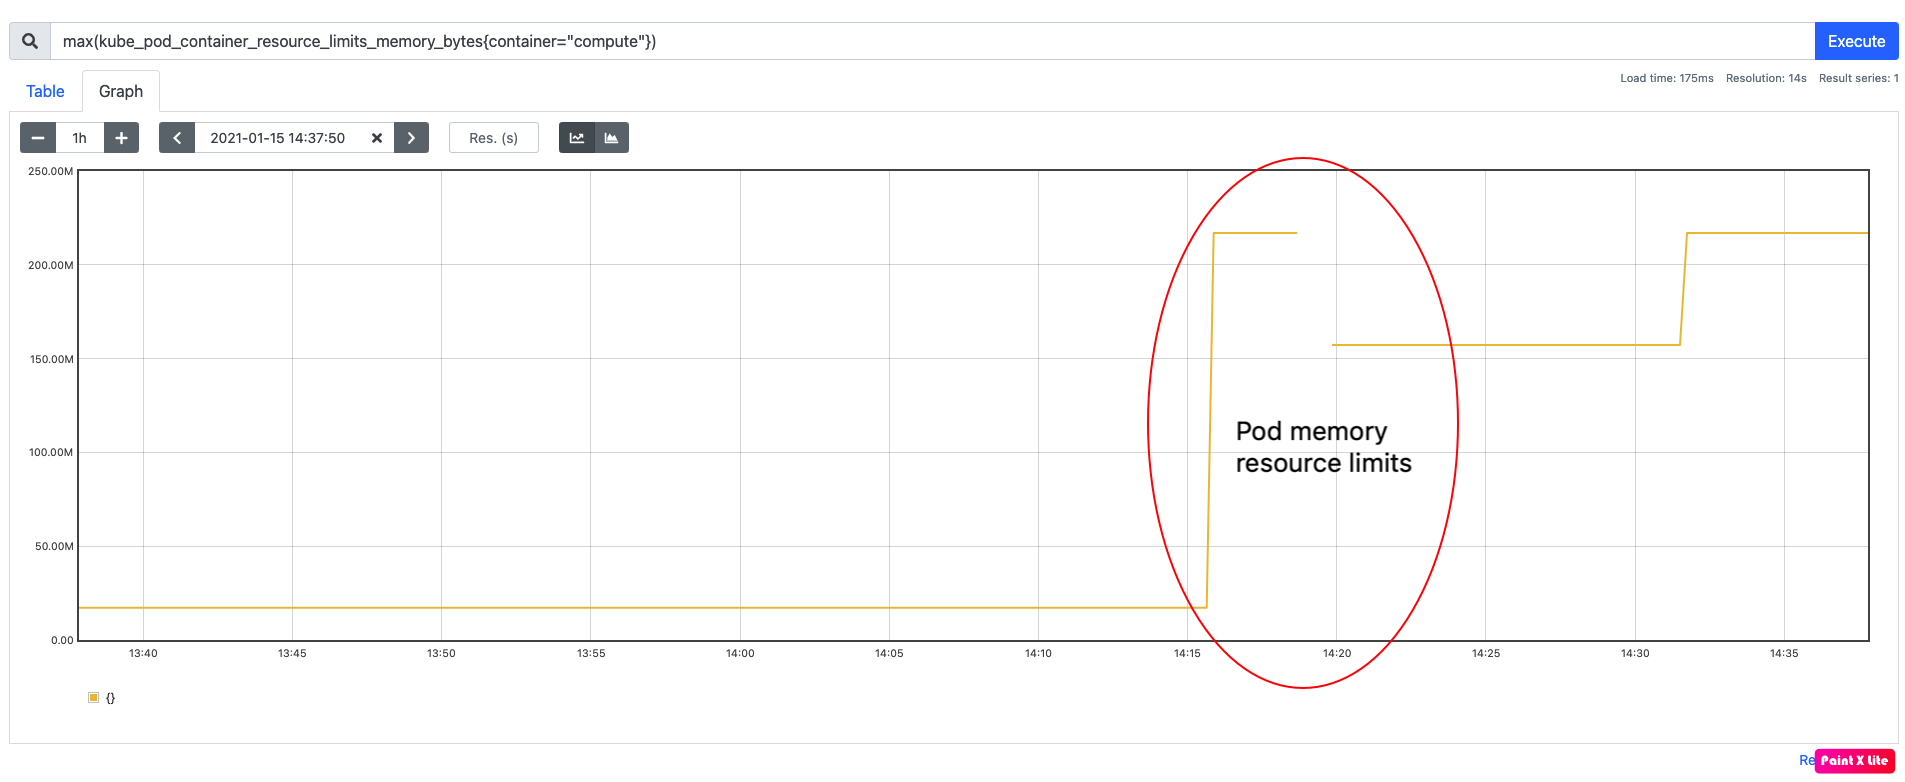 max(kube_pod_container_resource_limits_memory_bytes{container="compute"})
Execute
Load time: 175ms Resolution: 14s Result series: 1
Table Graph
1h 2021-01-15 14:37:50 Res. (s)
250.00M
200.00M
150.00M
100.00M
50.00M
0.00
Pod memory
resource limits
13:40 13:45 13:50 13:55 14:00 14:05 14:10 14:15 14:20 14:25 14:30 14:35
{}
Re
Paint X Lite